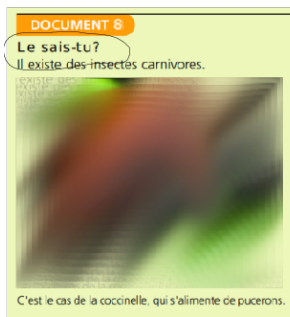 DOCUMENT 8
Le sais-tu?
Il existe des insectes carnivores.
C'est le cas de la coccinelle, qui s'alimente de pucerons.